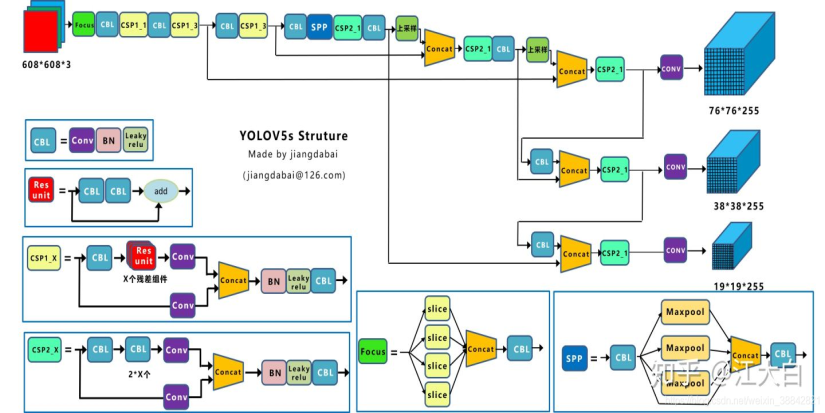 Focus CBL CSP1_1 CBL CSP1_3 CBL CSP1_3 CBL SPP CSP2_1 CBL 上采样 Concat CSP2_1 CBL 上采样 Concat CSP2_1 CONV
608*608*3
76*76*255
YOLOV5s Struture
Made by jiangdabai
(jiangdabai@126.com)
CBL = Conv BN Leaky relu
CBL Concat CSP2_1 CONV
38*38*255
Res unit = CBL CBL add
CBL Concat CSP2_1 CONV
19*19*255
CSP1_X = CBL Res unit Conv
X个残差组件
Conv
Concat BN Leaky relu CBL
CSP2_X = CBL CBL Conv
2*X个
Conv
Concat BN Leaky relu CBL
Focus =
slice
slice
slice
slice
Concat CBL
SPP = CBL
Maxpool
Maxpool
Maxpool
Concat CBL
知乎 @江大白